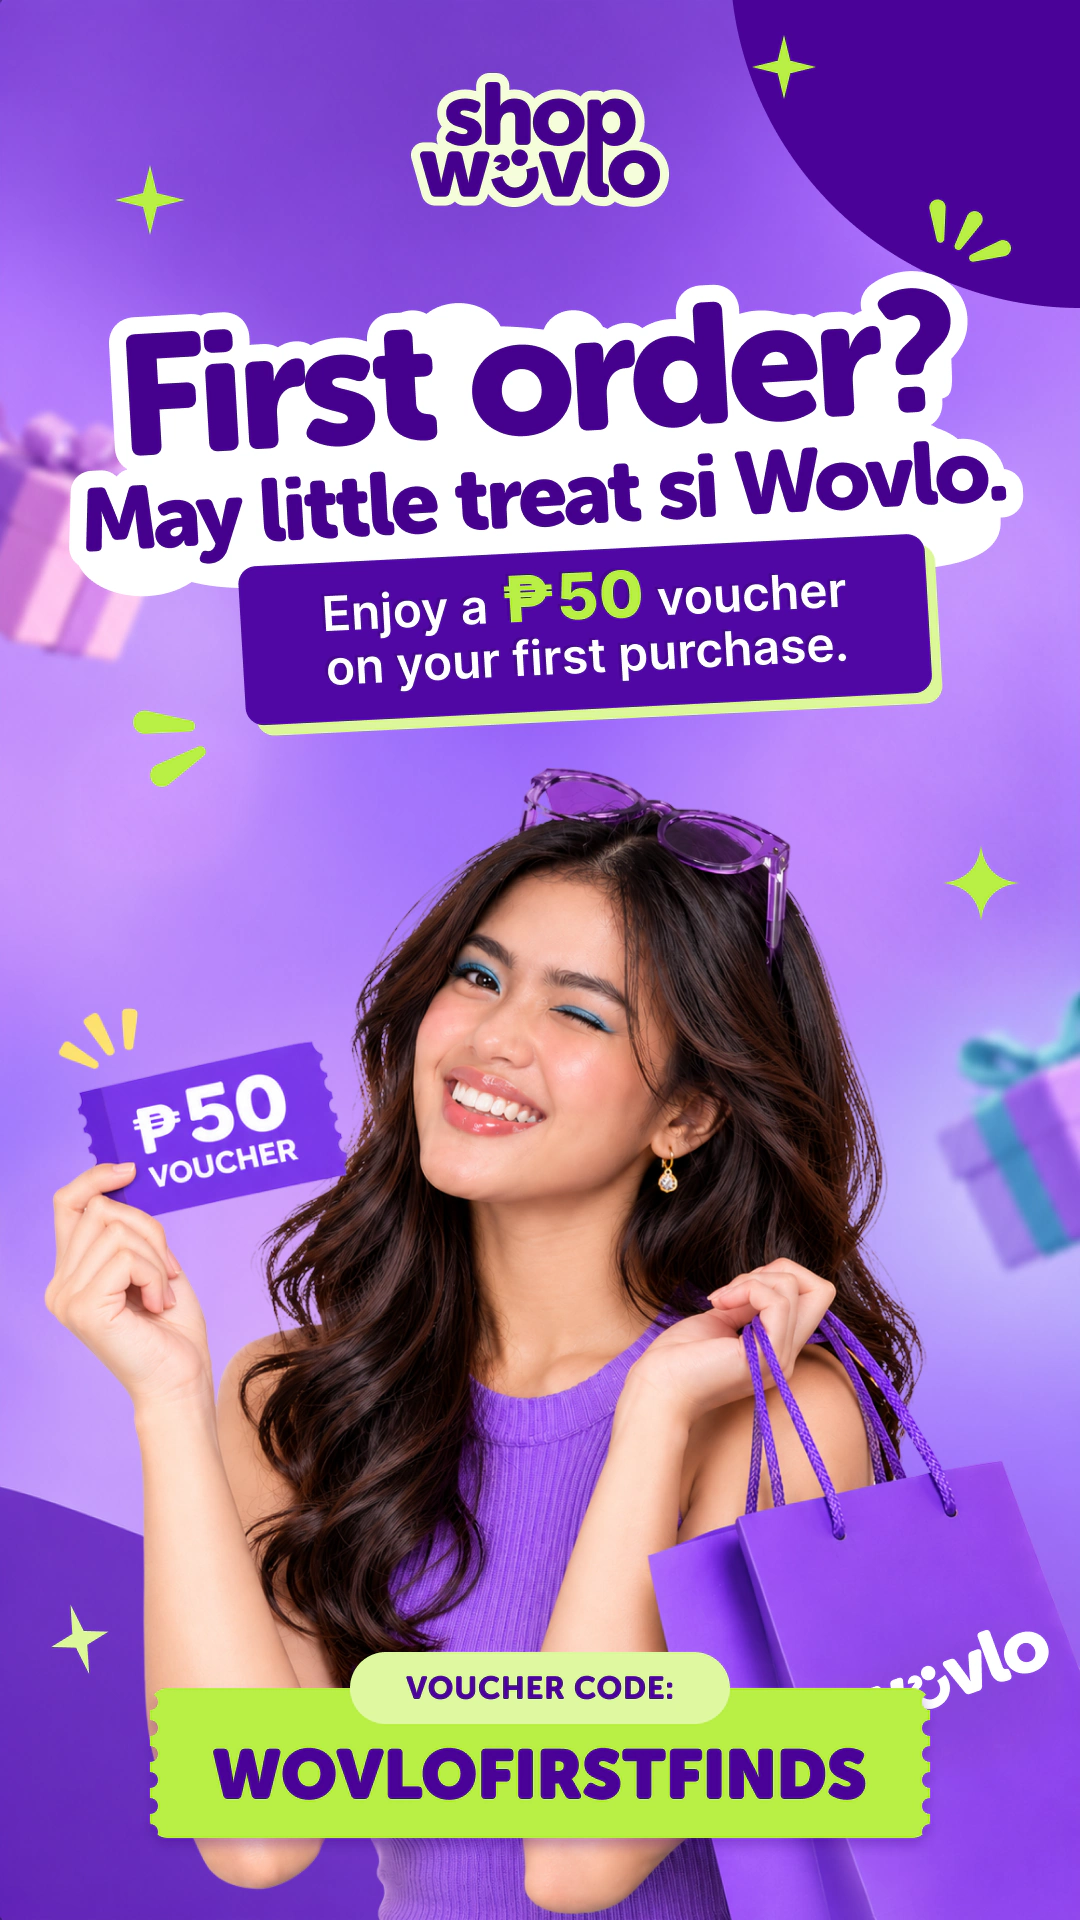 shop
wovlo
First order?
May little treat si Wovlo.
Enjoy a ₱50 voucher
on your first purchase.
₱50
VOUCHER
wovlo
VOUCHER CODE:
WOVLOFIRSTFINDS